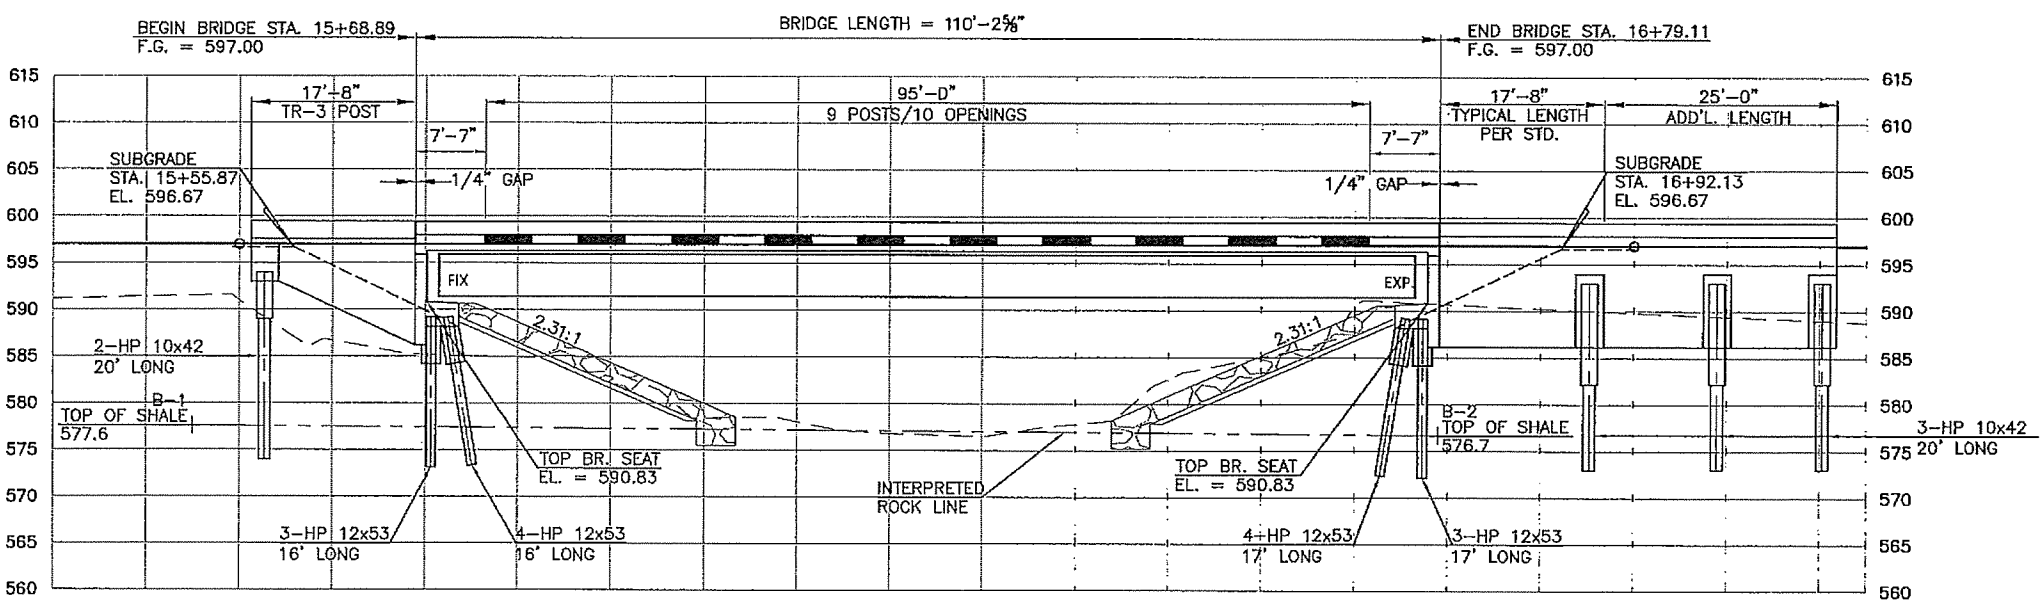 BEGIN BRIDGE STA. 15+68.89
F.G. = 597.00
BRIDGE LENGTH = 110'-2⅝"
END BRIDGE STA. 16+79.11
F.G. = 597.00
615
615
17'-8"
TR-3 POST
95'-0"
9 POSTS/10 OPENINGS
17'-8"
TYPICAL LENGTH
PER STD.
25'-0"
ADD'L. LENGTH
610
610
7'-7"
7'-7"
SUBGRADE
STA. 15+55.87
EL. 596.67
SUBGRADE
STA. 16+92.13
EL. 596.67
605
605
1/4" GAP
1/4" GAP
600
600
595
595
FIX
EXP.
590
590
2.31:1
2.31:1
2-HP 10x42
20' LONG
585
585
580
580
B-1
TOP OF SHALE
577.6
B-2
TOP OF SHALE
576.7
3-HP 10x42
20' LONG
575
575
TOP BR. SEAT
EL. = 590.83
TOP BR. SEAT
EL. = 590.83
INTERPRETED
ROCK LINE
570
570
3-HP 12x53
16' LONG
4-HP 12x53
16' LONG
4-HP 12x53
17' LONG
3-HP 12x53
17' LONG
565
565
560
560